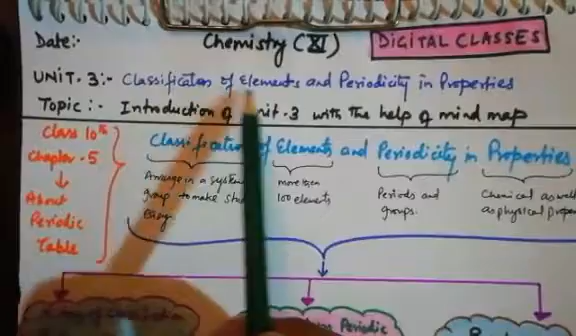 Date:- Chemistry (XI) DIGITAL CLASSES
UNIT. 3:- Classification of Elements and Periodicity in Properties
Topic:- Introduction of Unit.3 with the help of mind map
Class 10th
Chapter-5
About
Periodic
Table
Classification of Elements and Periodicity in Properties
Arrange in a
group to make
Easy.
more than
100 elements
Periods and
groups.
Chemical as well
as physical
Periodic